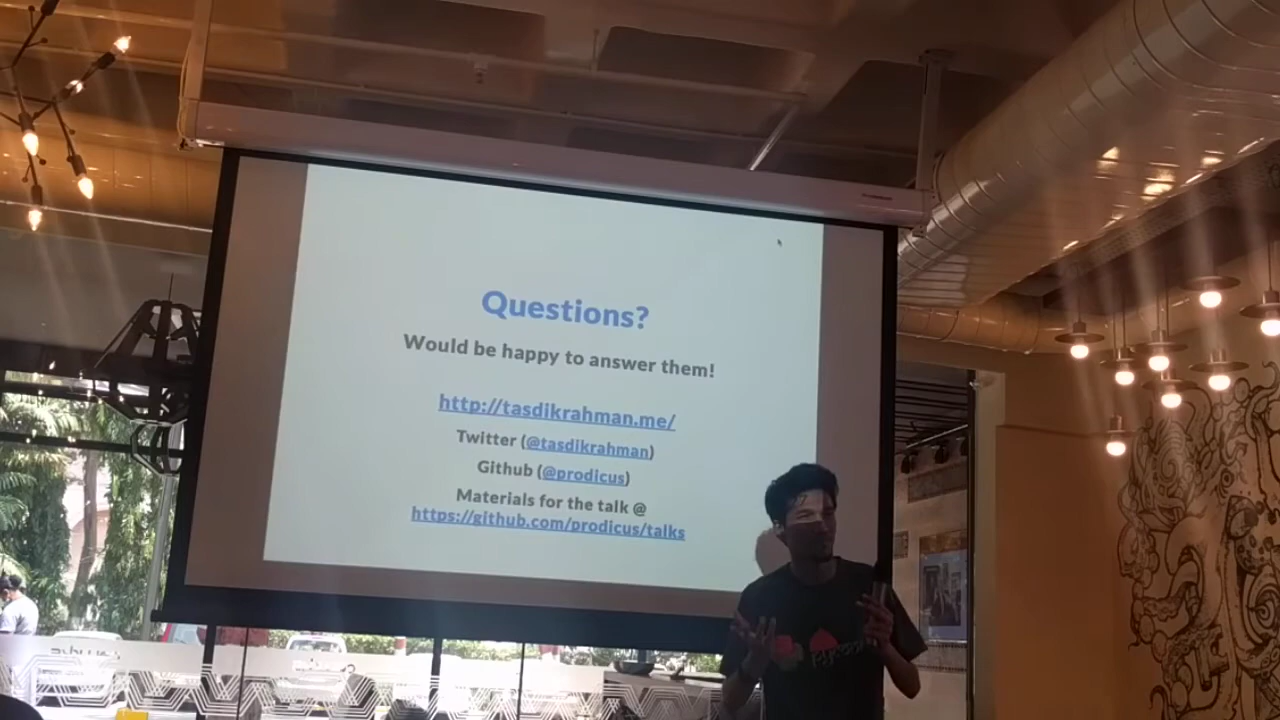 Questions?
Would be happy to answer them!
http://tasdikrahman.me/
Twitter (@tasdikrahman)
Github (@prodicus)
Materials for the talk @
https://github.com/prodicus/talks